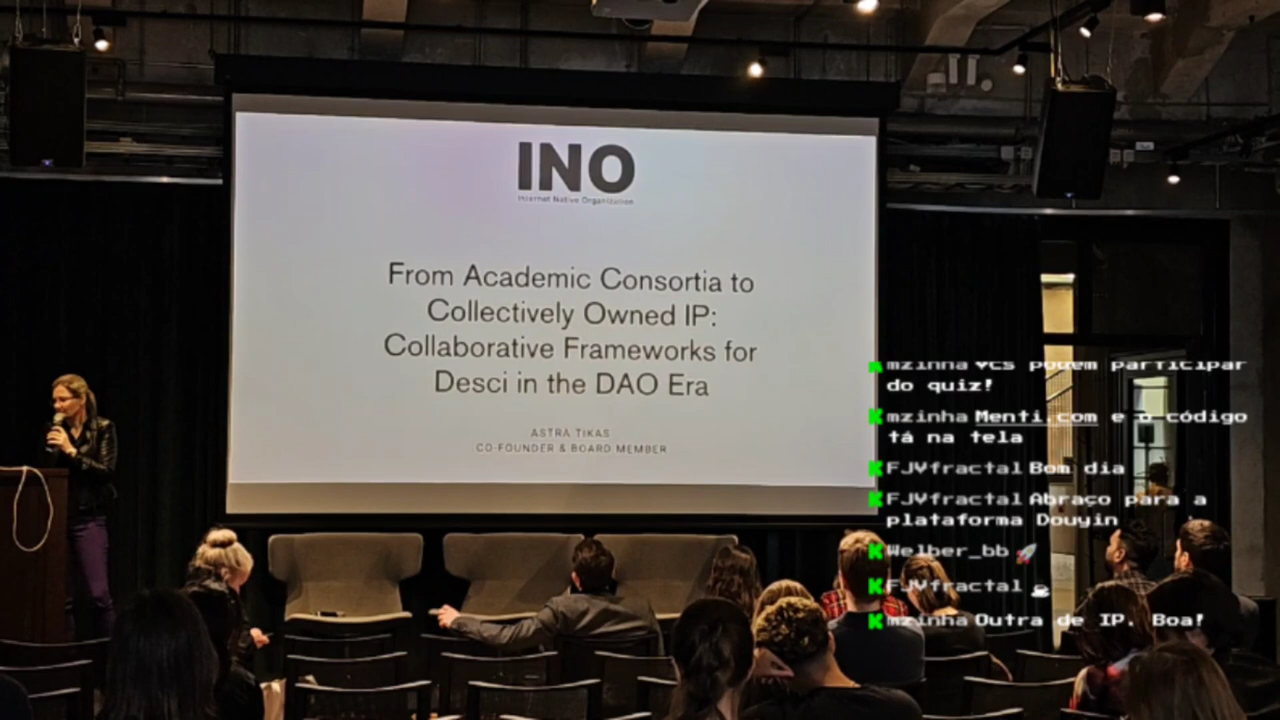 INO
Internet Native Organization
From Academic Consortia to
Collectively Owned IP:
Collaborative Frameworks for
Desci in the DAO Era
ASTRA TIKAS
CO-FOUNDER & BOARD MEMBER
mzinha vcs podem participar
do quiz!
mzinha Menti.com e o código
tá na tela
FJVfractal Bom dia
FJVfractal Abraço para a
plataforma Douyin
Welber_bb 🚀
FJVfractal ☕
mzinha Outra de IP. Boa!